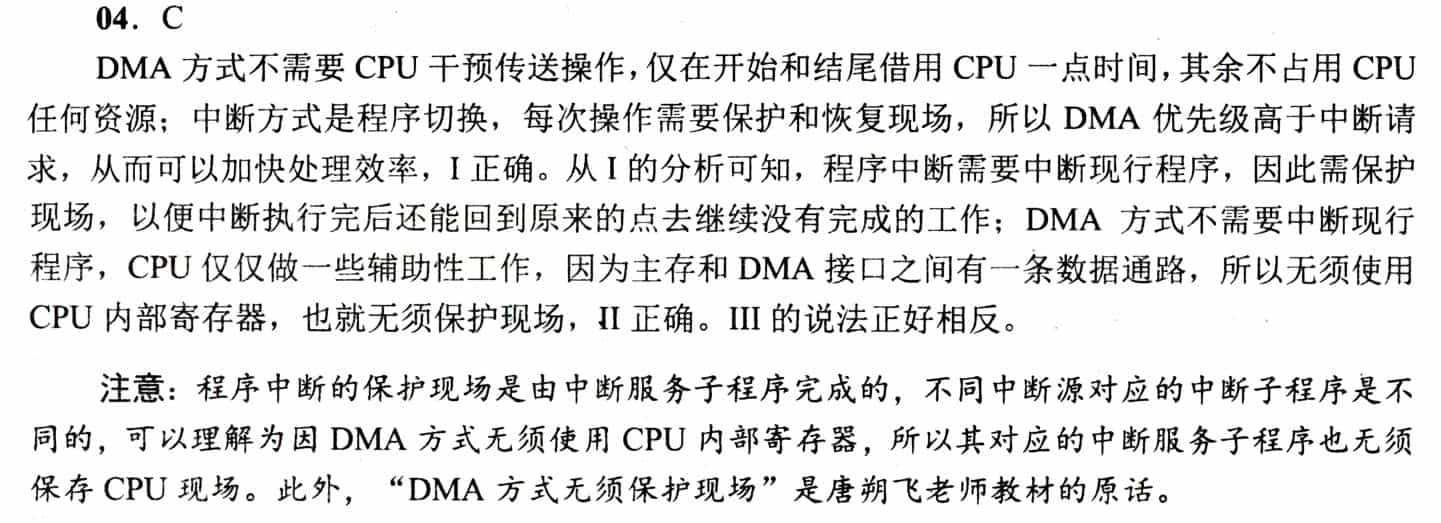 04．C
DMA 方式不需要 CPU 干预传送操作，仅在开始和结尾借用 CPU 一点时间，其余不占用 CPU
任何资源；中断方式是程序切换，每次操作需要保护和恢复现场，所以 DMA 优先级高于中断请
求，从而可以加快处理效率，I 正确。从 I 的分析可知，程序中断需要中断现行程序，因此需保护
现场，以便中断执行完后还能回到原来的点去继续没有完成的工作；DMA 方式不需要中断现行
程序，CPU 仅仅做一些辅助性工作，因为主存和 DMA 接口之间有一条数据通路，所以无须使用
CPU 内部寄存器，也就无须保护现场，II 正确。III 的说法正好相反。
注意：程序中断的保护现场是由中断服务子程序完成的，不同中断源对应的中断子程序是不
同的，可以理解为因 DMA 方式无须使用 CPU 内部寄存器，所以其对应的中断服务子程序也无须
保存 CPU 现场。此外，“DMA 方式无须保护现场”是唐朔飞老师教材的原话。